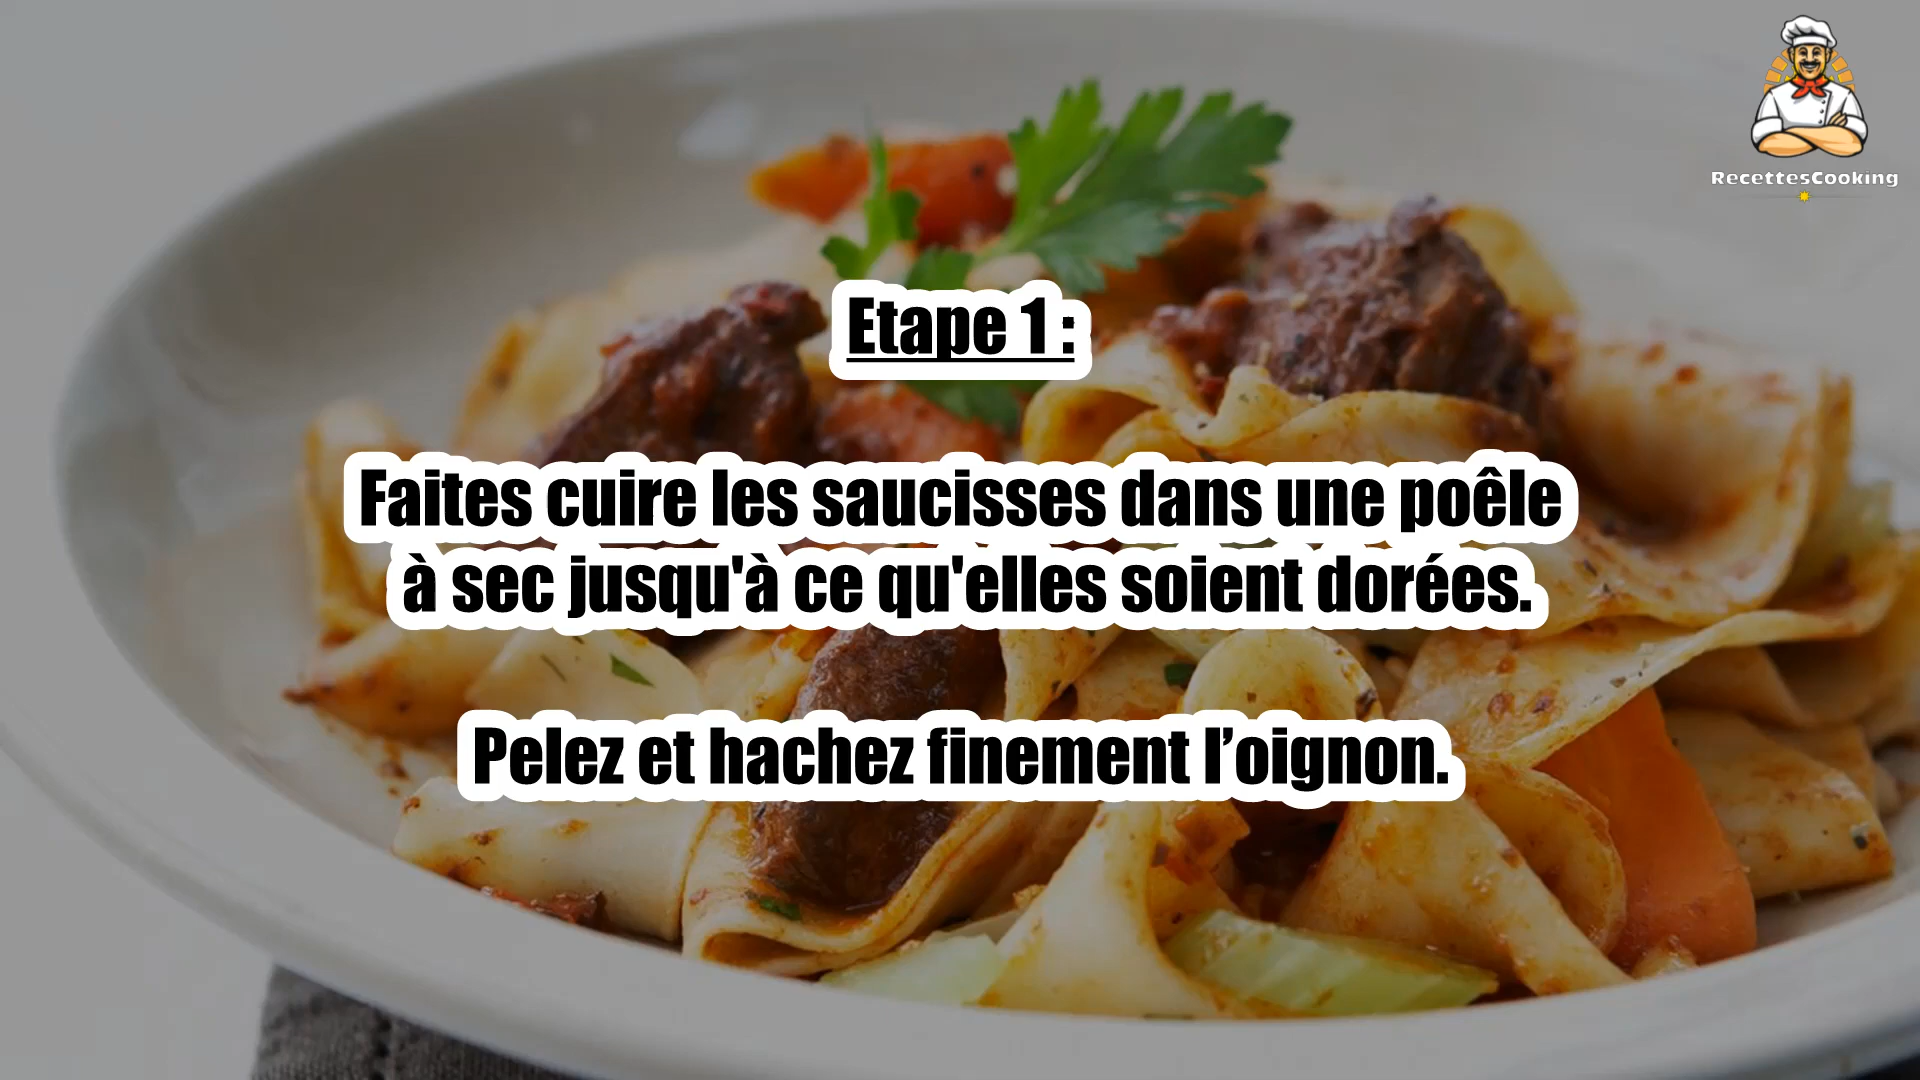 RecettesCooking
Etape 1 :
Faites cuire les saucisses dans une poêle
à sec jusqu'à ce qu'elles soient dorées.
Pelez et hachez finement l’oignon.